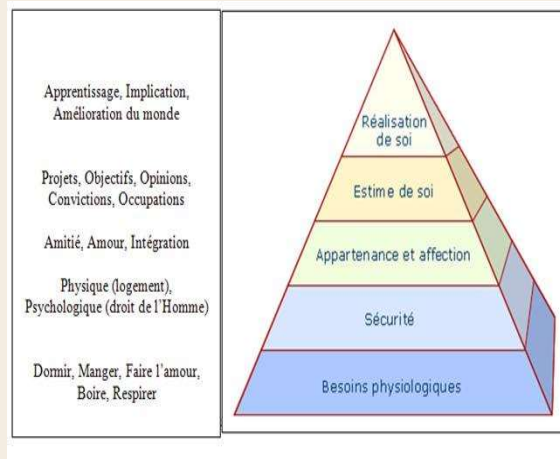 Apprentissage, Implication,
Amélioration du monde
Projets, Objectifs, Opinions,
Convictions, Occupations
Amitié, Amour, Intégration
Physique (logement),
Psychologique (droit de l'Homme)
Dormir, Manger, Faire l'amour,
Boire, Respirer
Réalisation
de soi
Estime de soi
Appartenance et affection
Sécurité
Besoins physiologiques